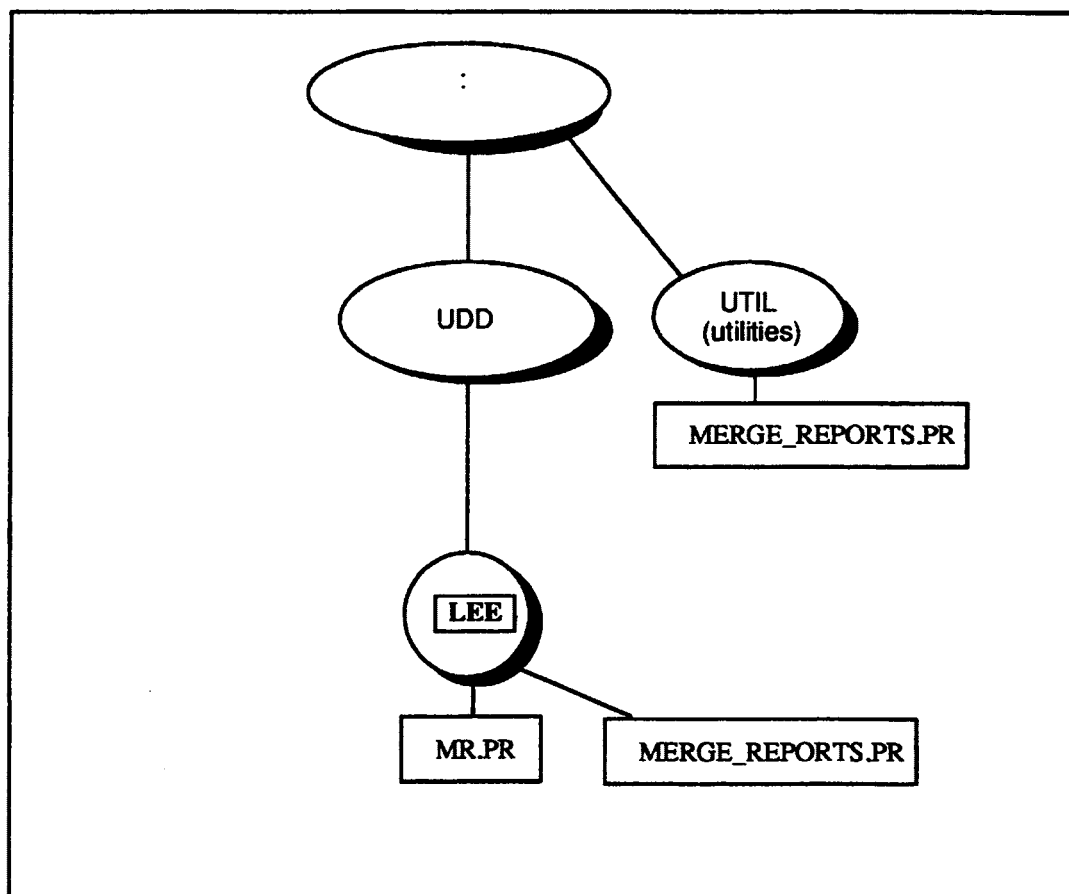 :
UDD
UTIL
(utilities)
MERGE_REPORTS.PR
LEE
MR.PR
MERGE_REPORTS.PR